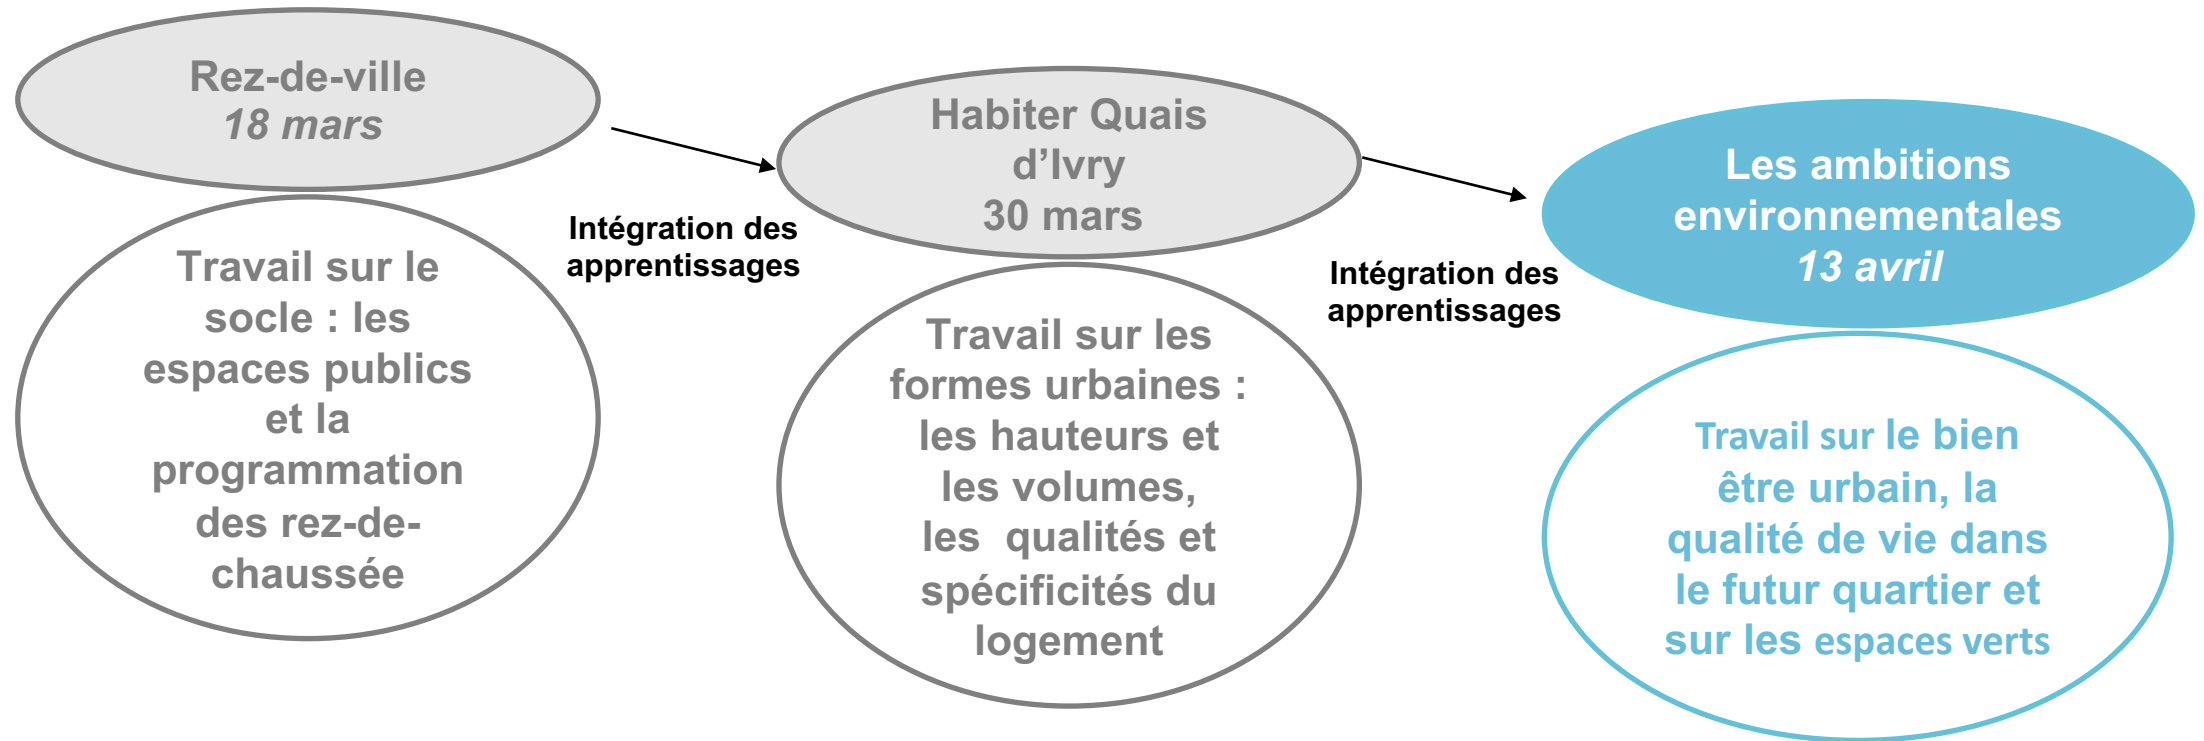 Rez-de-ville
18 mars
Travail sur le
socle : les
espaces publics
et la
programmation
des rez-de-
chaussée
Intégration des
apprentissages
Habiter Quais
d’Ivry
30 mars
Travail sur les
formes urbaines :
les hauteurs et
les volumes,
les  qualités et
spécificités du
logement
Intégration des
apprentissages
Les ambitions
environnementales
13 avril
Travail sur le bien
être urbain, la
qualité de vie dans
le futur quartier et
sur les espaces verts